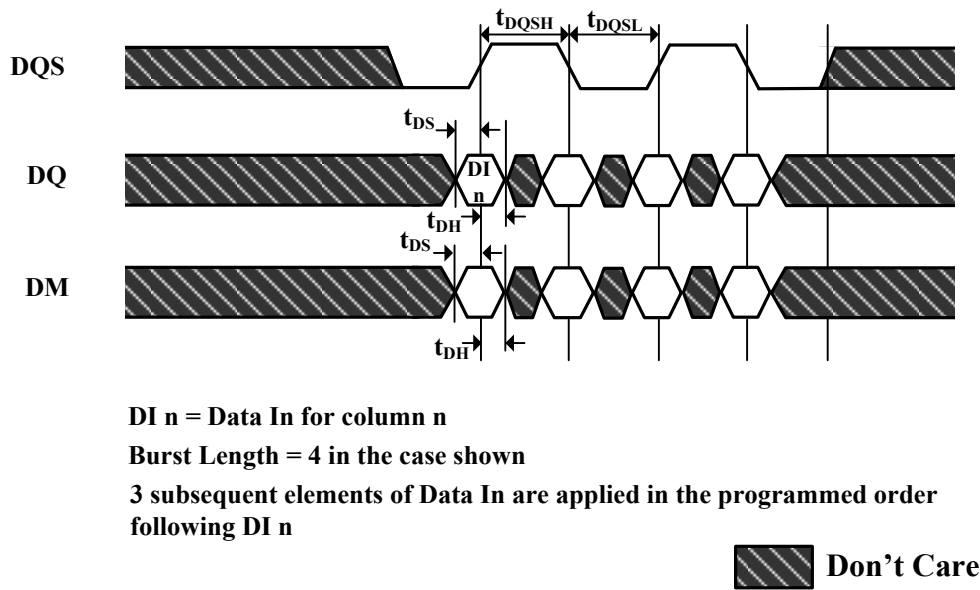 tDQSH tDQSL
DQS
tDS
DQ
DI
n
tDH
tDS
DM
tDH
DI n = Data In for column n
Burst Length = 4 in the case shown
3 subsequent elements of Data In are applied in the programmed order
following DI n
Don't Care